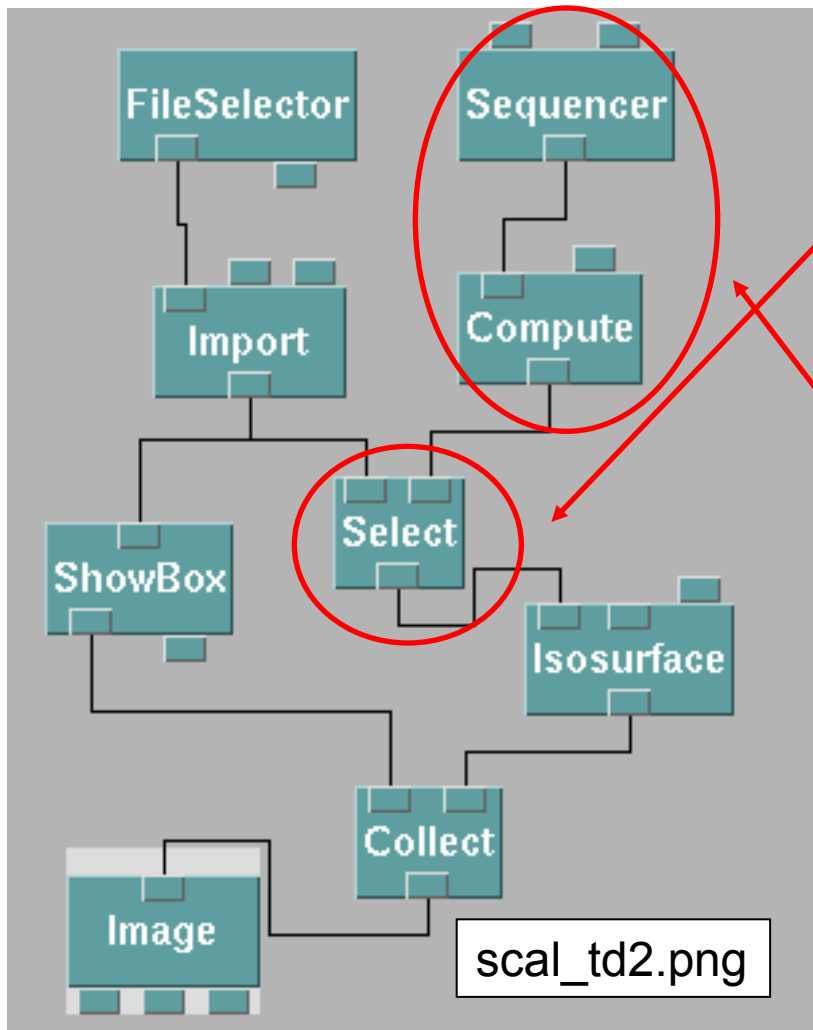 FileSelector
Sequencer
Import
Compute
Select
ShowBox
Isosurface
Collect
Image
scal_td2.png